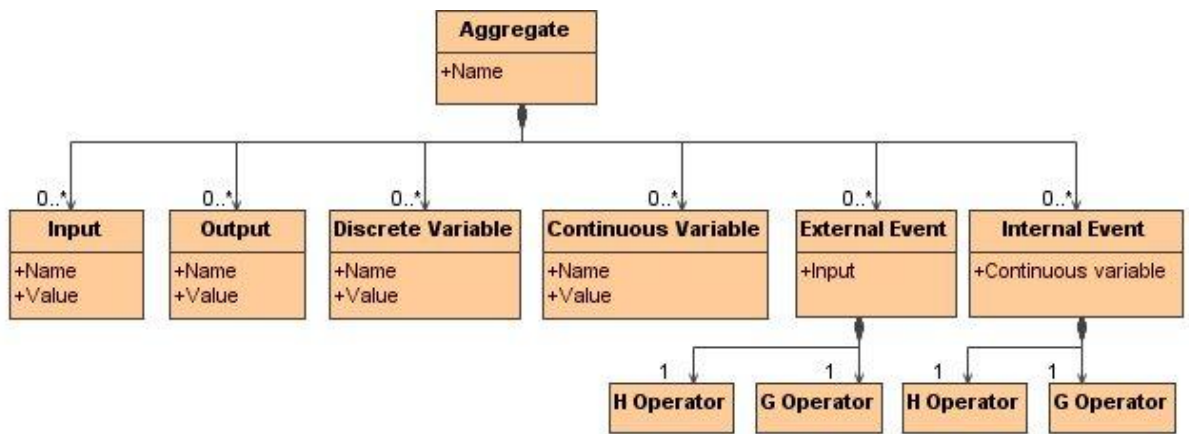 Aggregate
+Name
0..* 0..* 0..* 0..* 0..* 0..*
Input Output Discrete Variable Continuous Variable External Event Internal Event
+Name +Name +Name +Name +Input +Continuous variable
+Value +Value +Value +Value
1 1 1 1
H Operator G Operator H Operator G Operator